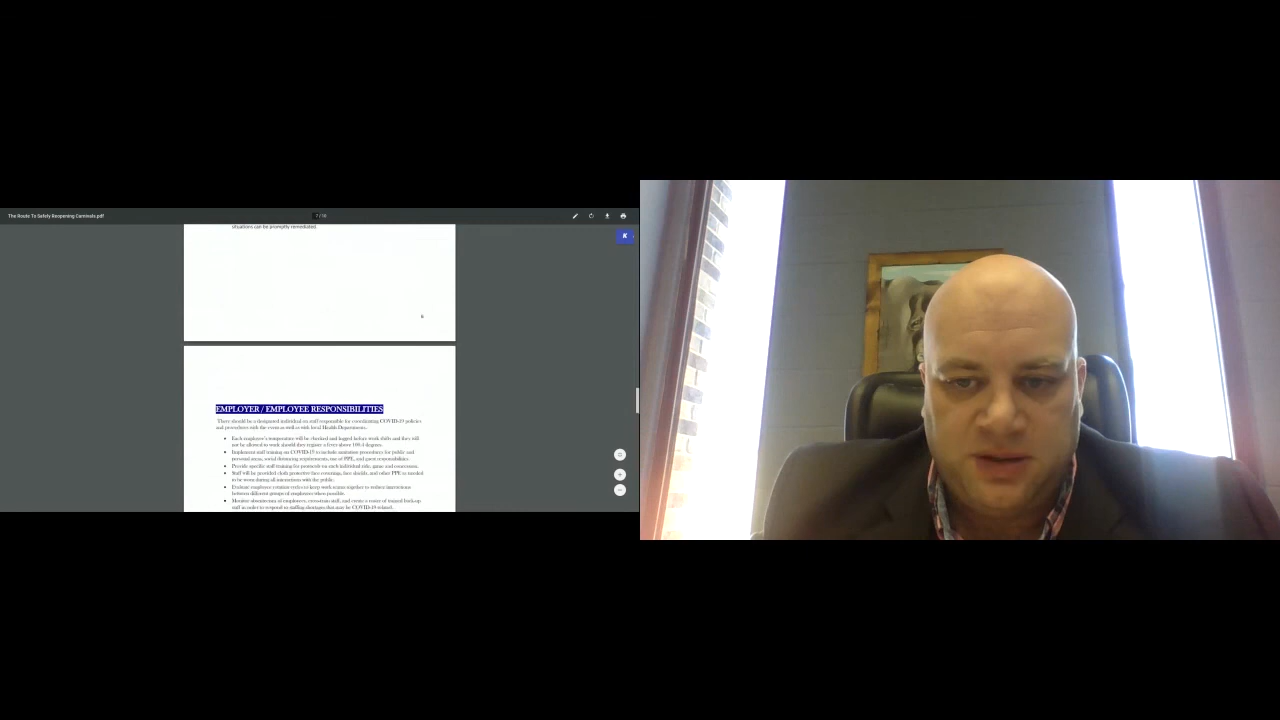 The Route To Safely Reopening Carnivals.pdf
7 / 10
situations can be promptly remediated.
6
K
EMPLOYER / EMPLOYEE RESPONSIBILITIES
There should be a designated individual on staff responsible for coordinating COVID-19 policies
and procedures with the event as well as with local Health Departments.
Each employee's temperature will be checked and logged before work shifts and they will
not be allowed to work should they register a fever above 100.4 degrees.
Implement staff training on COVID-19 to include sanitation procedures for public and
personal areas, social distancing requirements, use of PPE, and guest responsibilities.
Provide specific staff training for protocols on each individual ride, game and concession.
Staff will be provided cloth protective face covering, face shields, and other PPE as needed
to be worn during all interactions with the public.
Evaluate employee rotation cycles to keep work teams together to reduce interactions
between different groups of employees when possible.
Monitor absenteeism of employees, cross-train staff, and create a roster of trained back-up
staff in order to respond to staffing shortages that may be COVID-19 related.